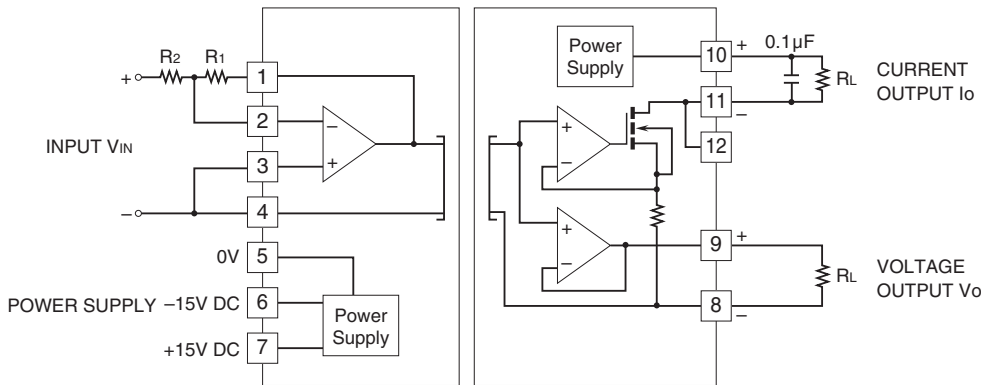 R2
R1
+
1
2
−
INPUT VIN
3
+
−
4
0V
5
POWER SUPPLY
−15V DC
6
+15V DC
7
Power
Supply
Power
Supply
10
+
0.1µF
RL
CURRENT
OUTPUT Io
11
−
12
+
−
+
−
9
+
RL
VOLTAGE
OUTPUT Vo
8
−